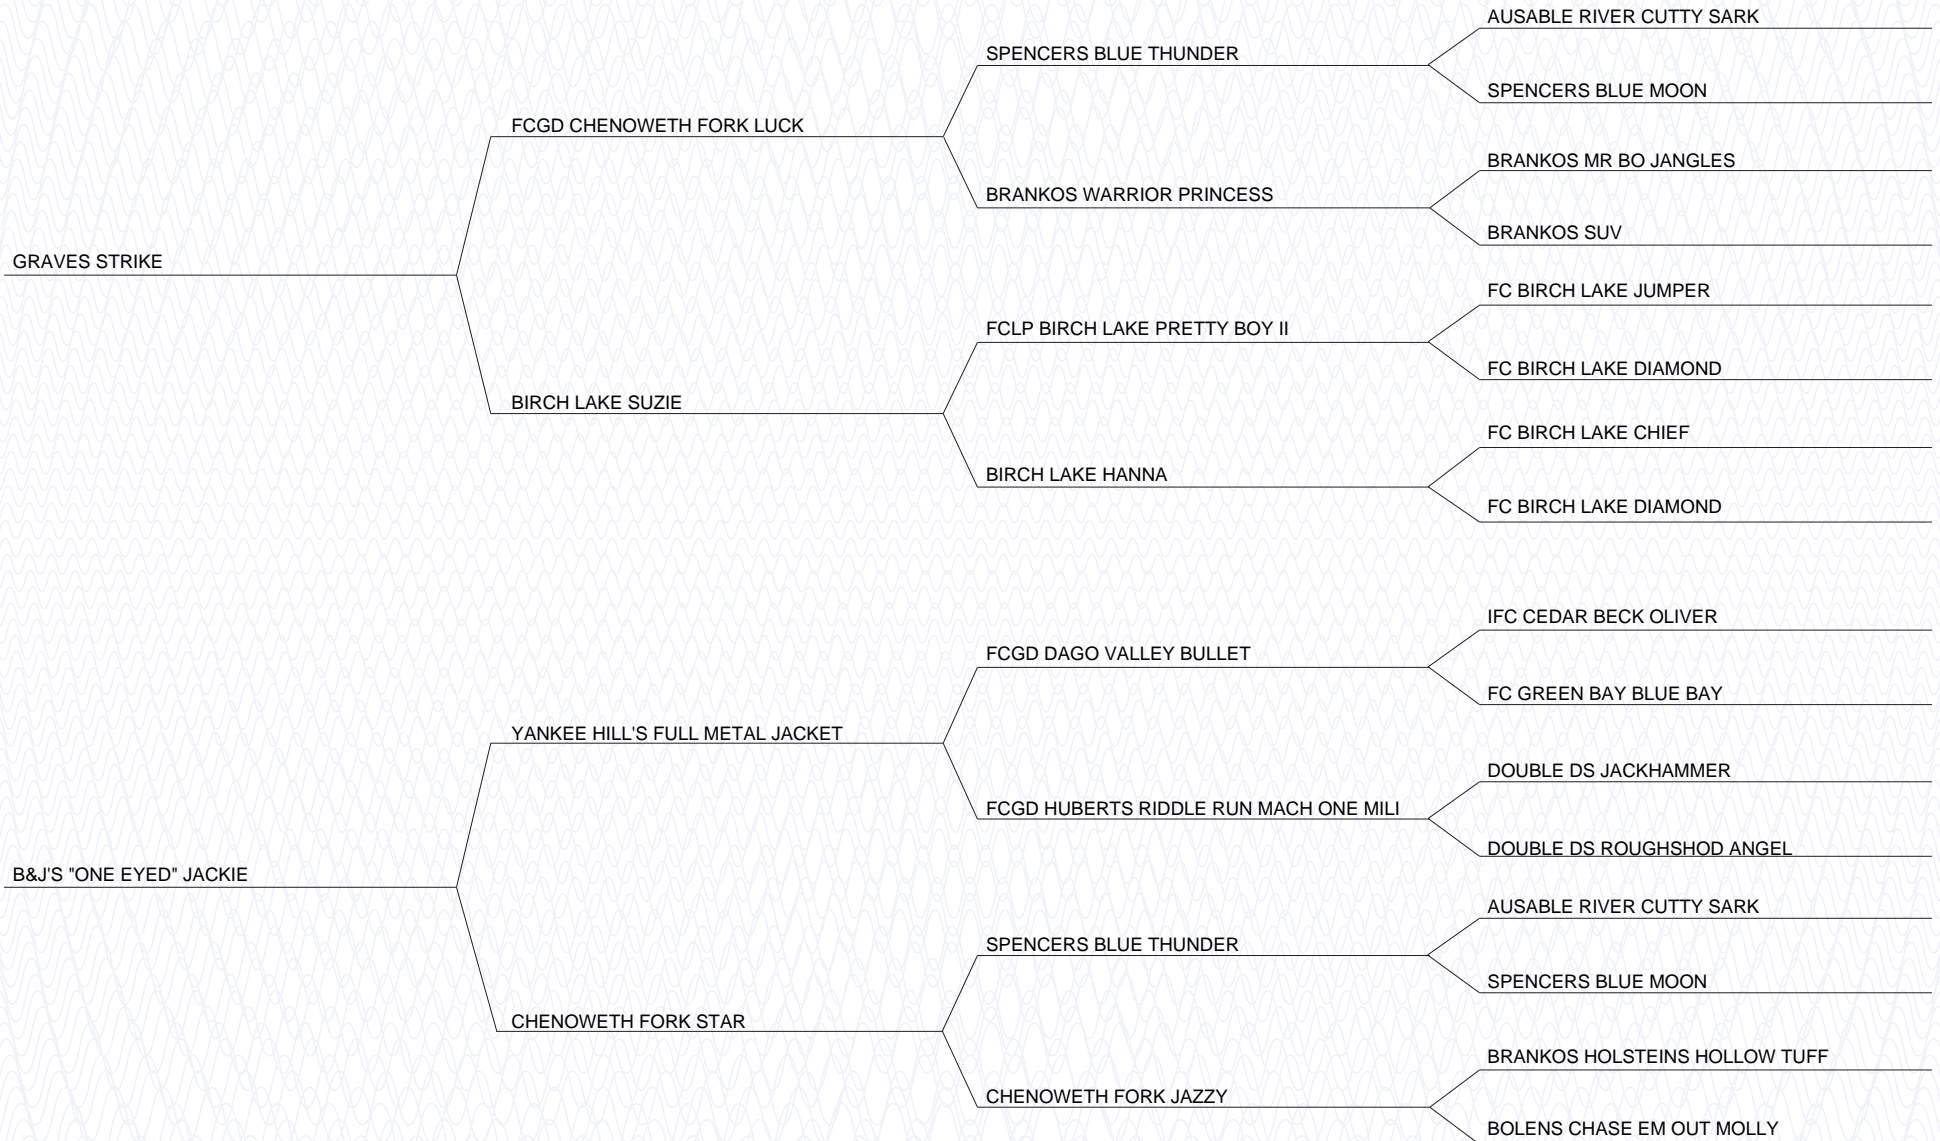 AUSABLE RIVER CUTTY SARK
SPENCERS BLUE THUNDER
SPENCERS BLUE MOON
FCGD CHENOWETH FORK LUCK
BRANKOS MR BO JANGLES
BRANKOS WARRIOR PRINCESS
BRANKOS SUV
GRAVES STRIKE
FC BIRCH LAKE JUMPER
FCLP BIRCH LAKE PRETTY BOY II
FC BIRCH LAKE DIAMOND
BIRCH LAKE SUZIE
FC BIRCH LAKE CHIEF
BIRCH LAKE HANNA
FC BIRCH LAKE DIAMOND
IFC CEDAR BECK OLIVER
FCGD DAGO VALLEY BULLET
FC GREEN BAY BLUE BAY
YANKEE HILL'S FULL METAL JACKET
DOUBLE DS JACKHAMMER
FCGD HUBERTS RIDDLE RUN MACH ONE MILI
DOUBLE DS ROUGHSHOD ANGEL
B&J'S "ONE EYED" JACKIE
AUSABLE RIVER CUTTY SARK
SPENCERS BLUE THUNDER
SPENCERS BLUE MOON
CHENOWETH FORK STAR
BRANKOS HOLSTEINS HOLLOW TUFF
CHENOWETH FORK JAZZY
BOLENS CHASE EM OUT MOLLY